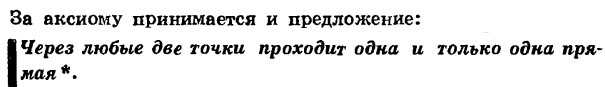 За аксиому принимается и предложение:
Через любые две точки проходит одна и только одна пря-
мая *.